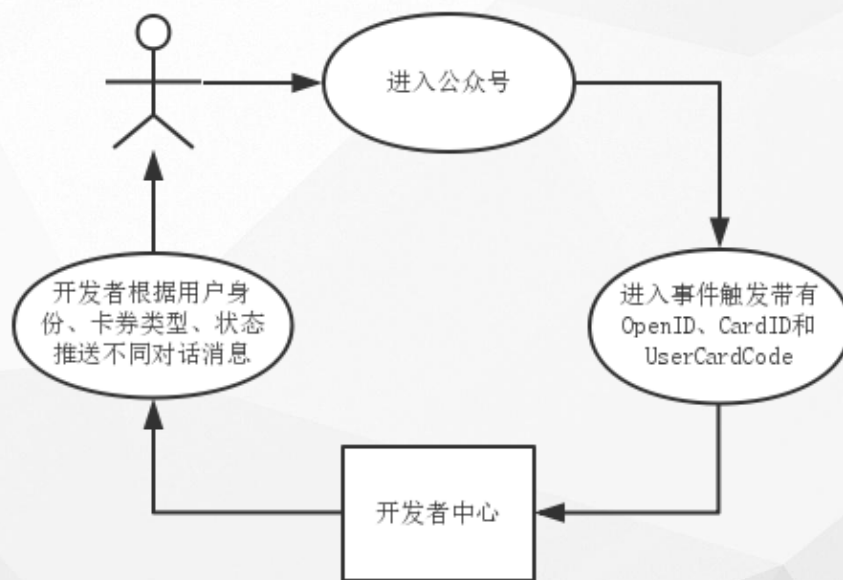 进入公众号
进入事件触发带有
OpenID、CardID和
UserCardCode
开发者中心
开发者根据用户身
份、卡券类型、状态
推送不同对话消息